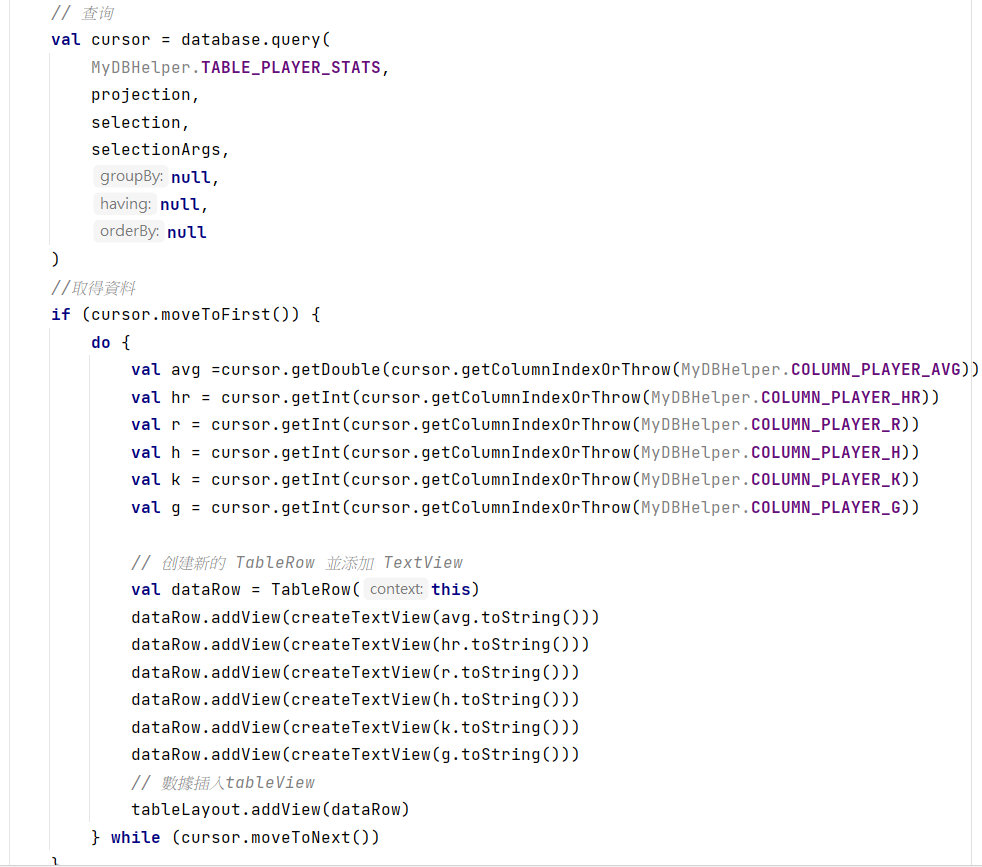 // 查询
val cursor = database.query(
MyDBHelper.TABLE_PLAYER_STATS,
projection,
selection,
selectionArgs,
groupBy: null,
having: null,
orderBy: null
)
//取得資料
if (cursor.moveToFirst()) {
do {
val avg =cursor.getDouble(cursor.getColumnIndexOrThrow(MyDBHelper.COLUMN_PLAYER_AVG))
val hr = cursor.getInt(cursor.getColumnIndexOrThrow(MyDBHelper.COLUMN_PLAYER_HR))
val r = cursor.getInt(cursor.getColumnIndexOrThrow(MyDBHelper.COLUMN_PLAYER_R))
val h = cursor.getInt(cursor.getColumnIndexOrThrow(MyDBHelper.COLUMN_PLAYER_H))
val k = cursor.getInt(cursor.getColumnIndexOrThrow(MyDBHelper.COLUMN_PLAYER_K))
val g = cursor.getInt(cursor.getColumnIndexOrThrow(MyDBHelper.COLUMN_PLAYER_G))
// 创建新的 TableRow 並添加 TextView
val dataRow = TableRow( context: this)
dataRow.addView(createTextView(avg.toString()))
dataRow.addView(createTextView(hr.toString()))
dataRow.addView(createTextView(r.toString()))
dataRow.addView(createTextView(h.toString()))
dataRow.addView(createTextView(k.toString()))
dataRow.addView(createTextView(g.toString()))
// 數據插入tableView
tableLayout.addView(dataRow)
} while (cursor.moveToNext())
}